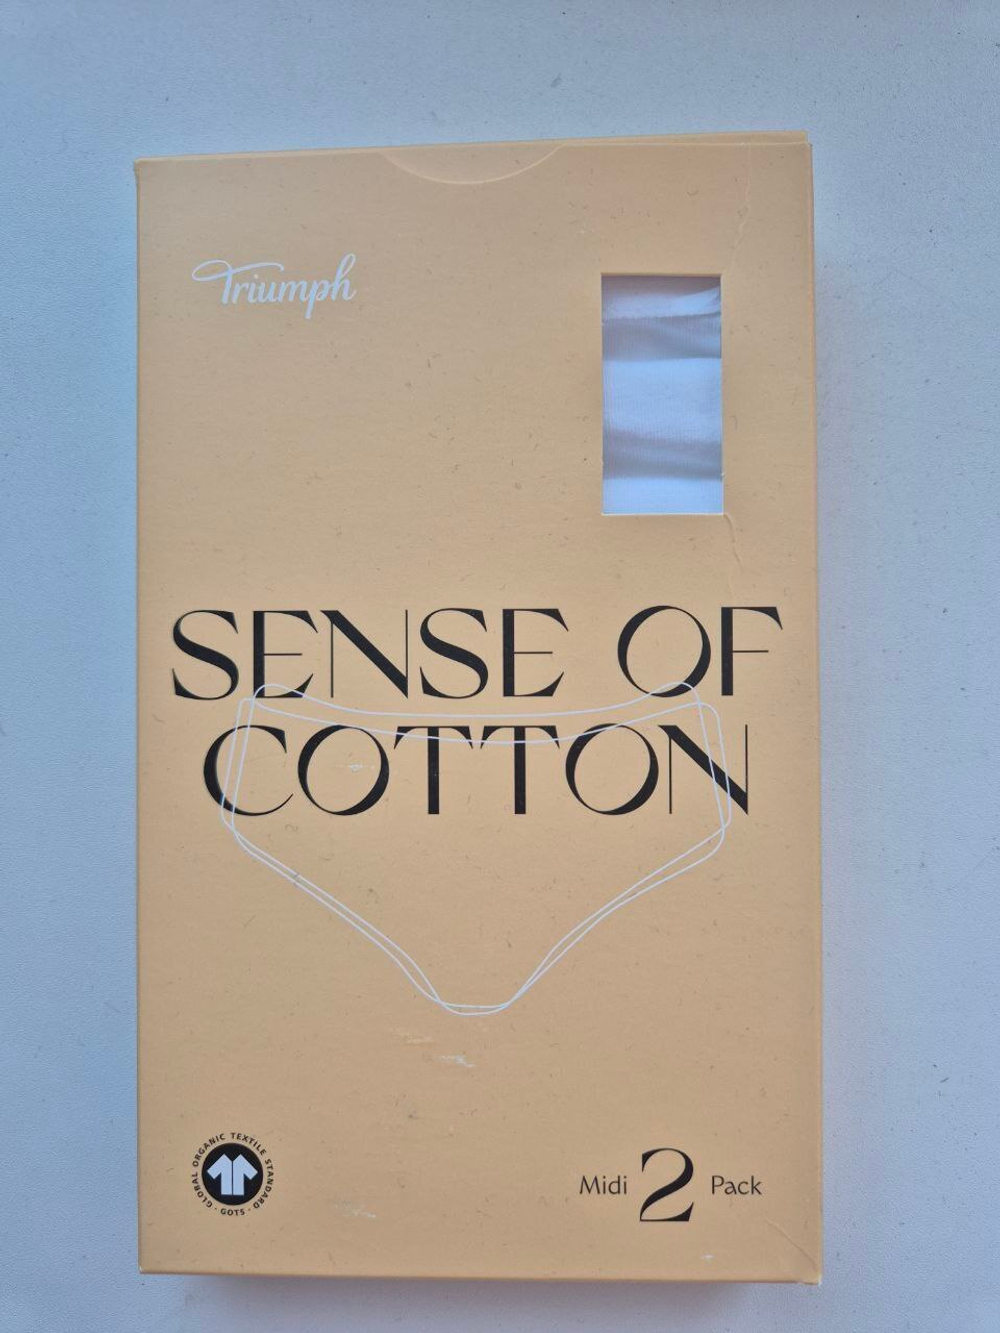 Triumph
SENSE OF
COTTON
GLOBAL ORGANIC TEXTILE STANDARD
· GOTS ·
Midi 2 Pack